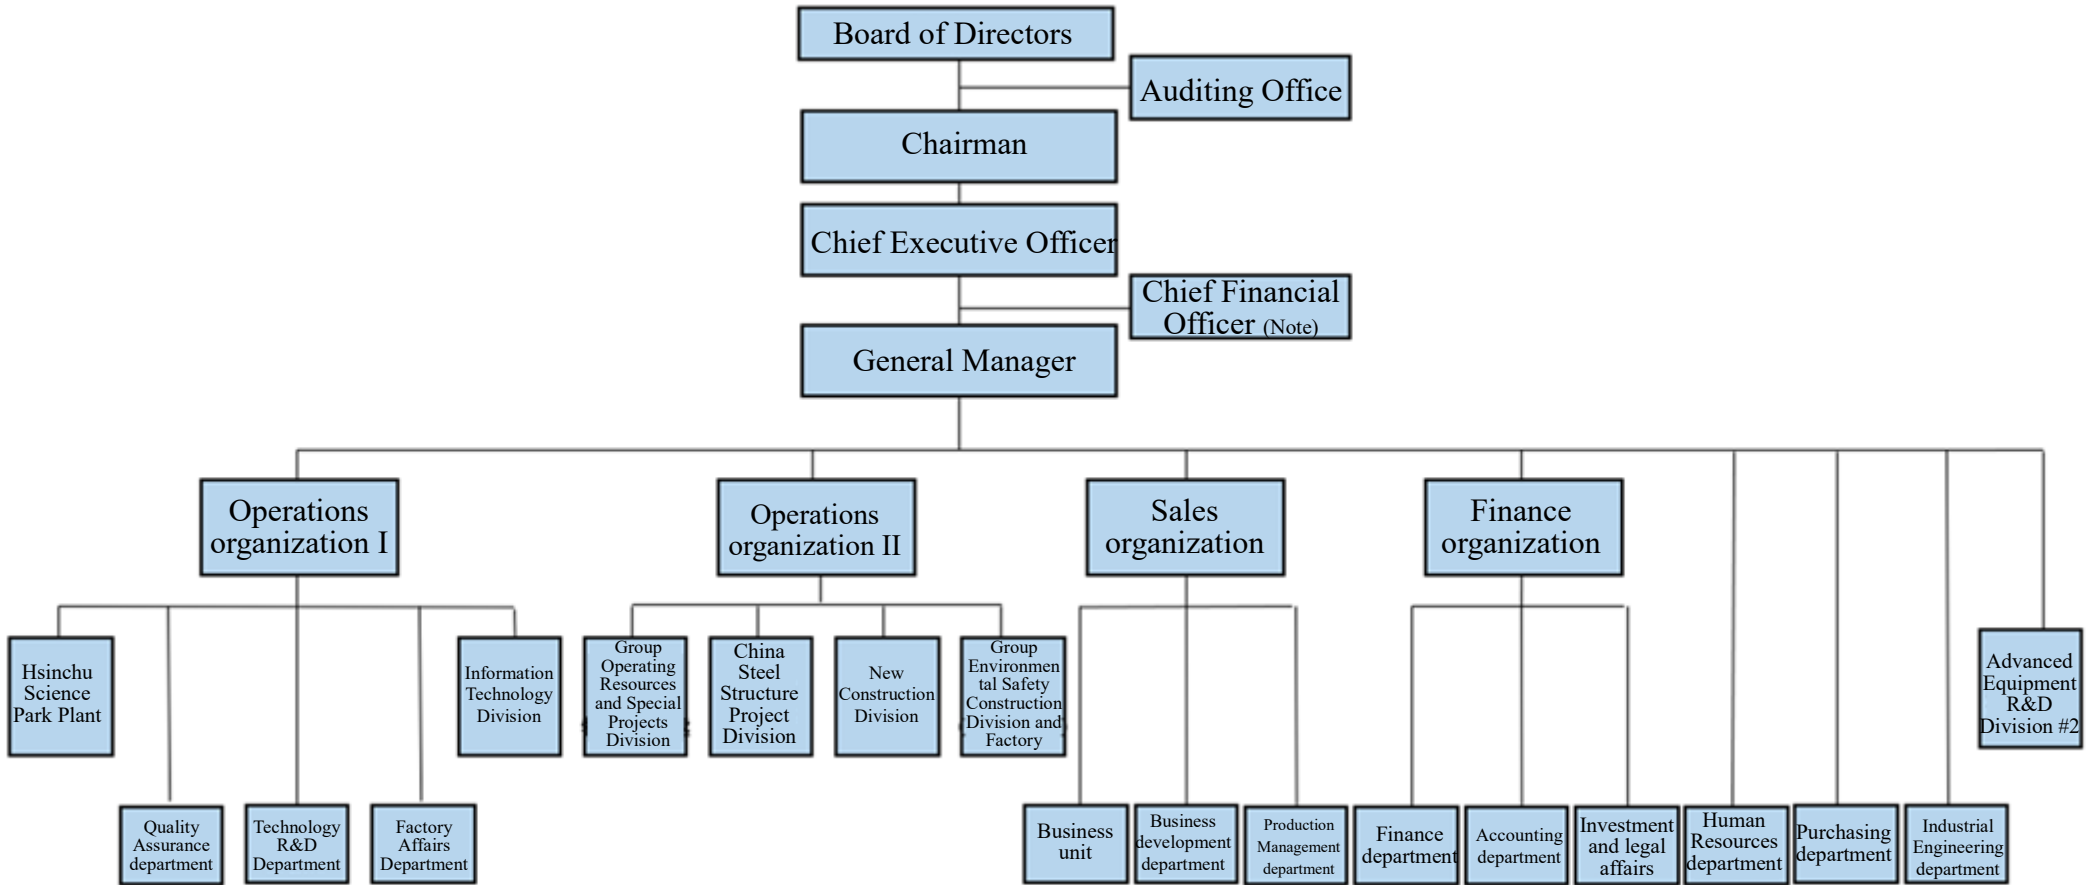 Board of Directors
Auditing Office
Chairman
Chief Executive Officer
Chief Financial
Officer (Note)
General Manager
Operations
organization I
Operations
organization II
Sales
organization
Finance
organization
Hsinchu
Science
Park Plant
Information
Technology
Division
Group
Operating
Resources
and Special
Projects
Division
China
Steel
Structure
Project
Division
New
Construction
Division
Group
Environmen
tal Safety
Construction
Division and
Factory
Advanced
Equipment
R&D
Division #2
Quality
Assurance
department
Technology
R&D
Department
Factory
Affairs
Department
Business
unit
Business
development
department
Production
Management
department
Finance
department
Accounting
department
Investment
and legal
affairs
Human
Resources
department
Purchasing
department
Industrial
Engineering
department